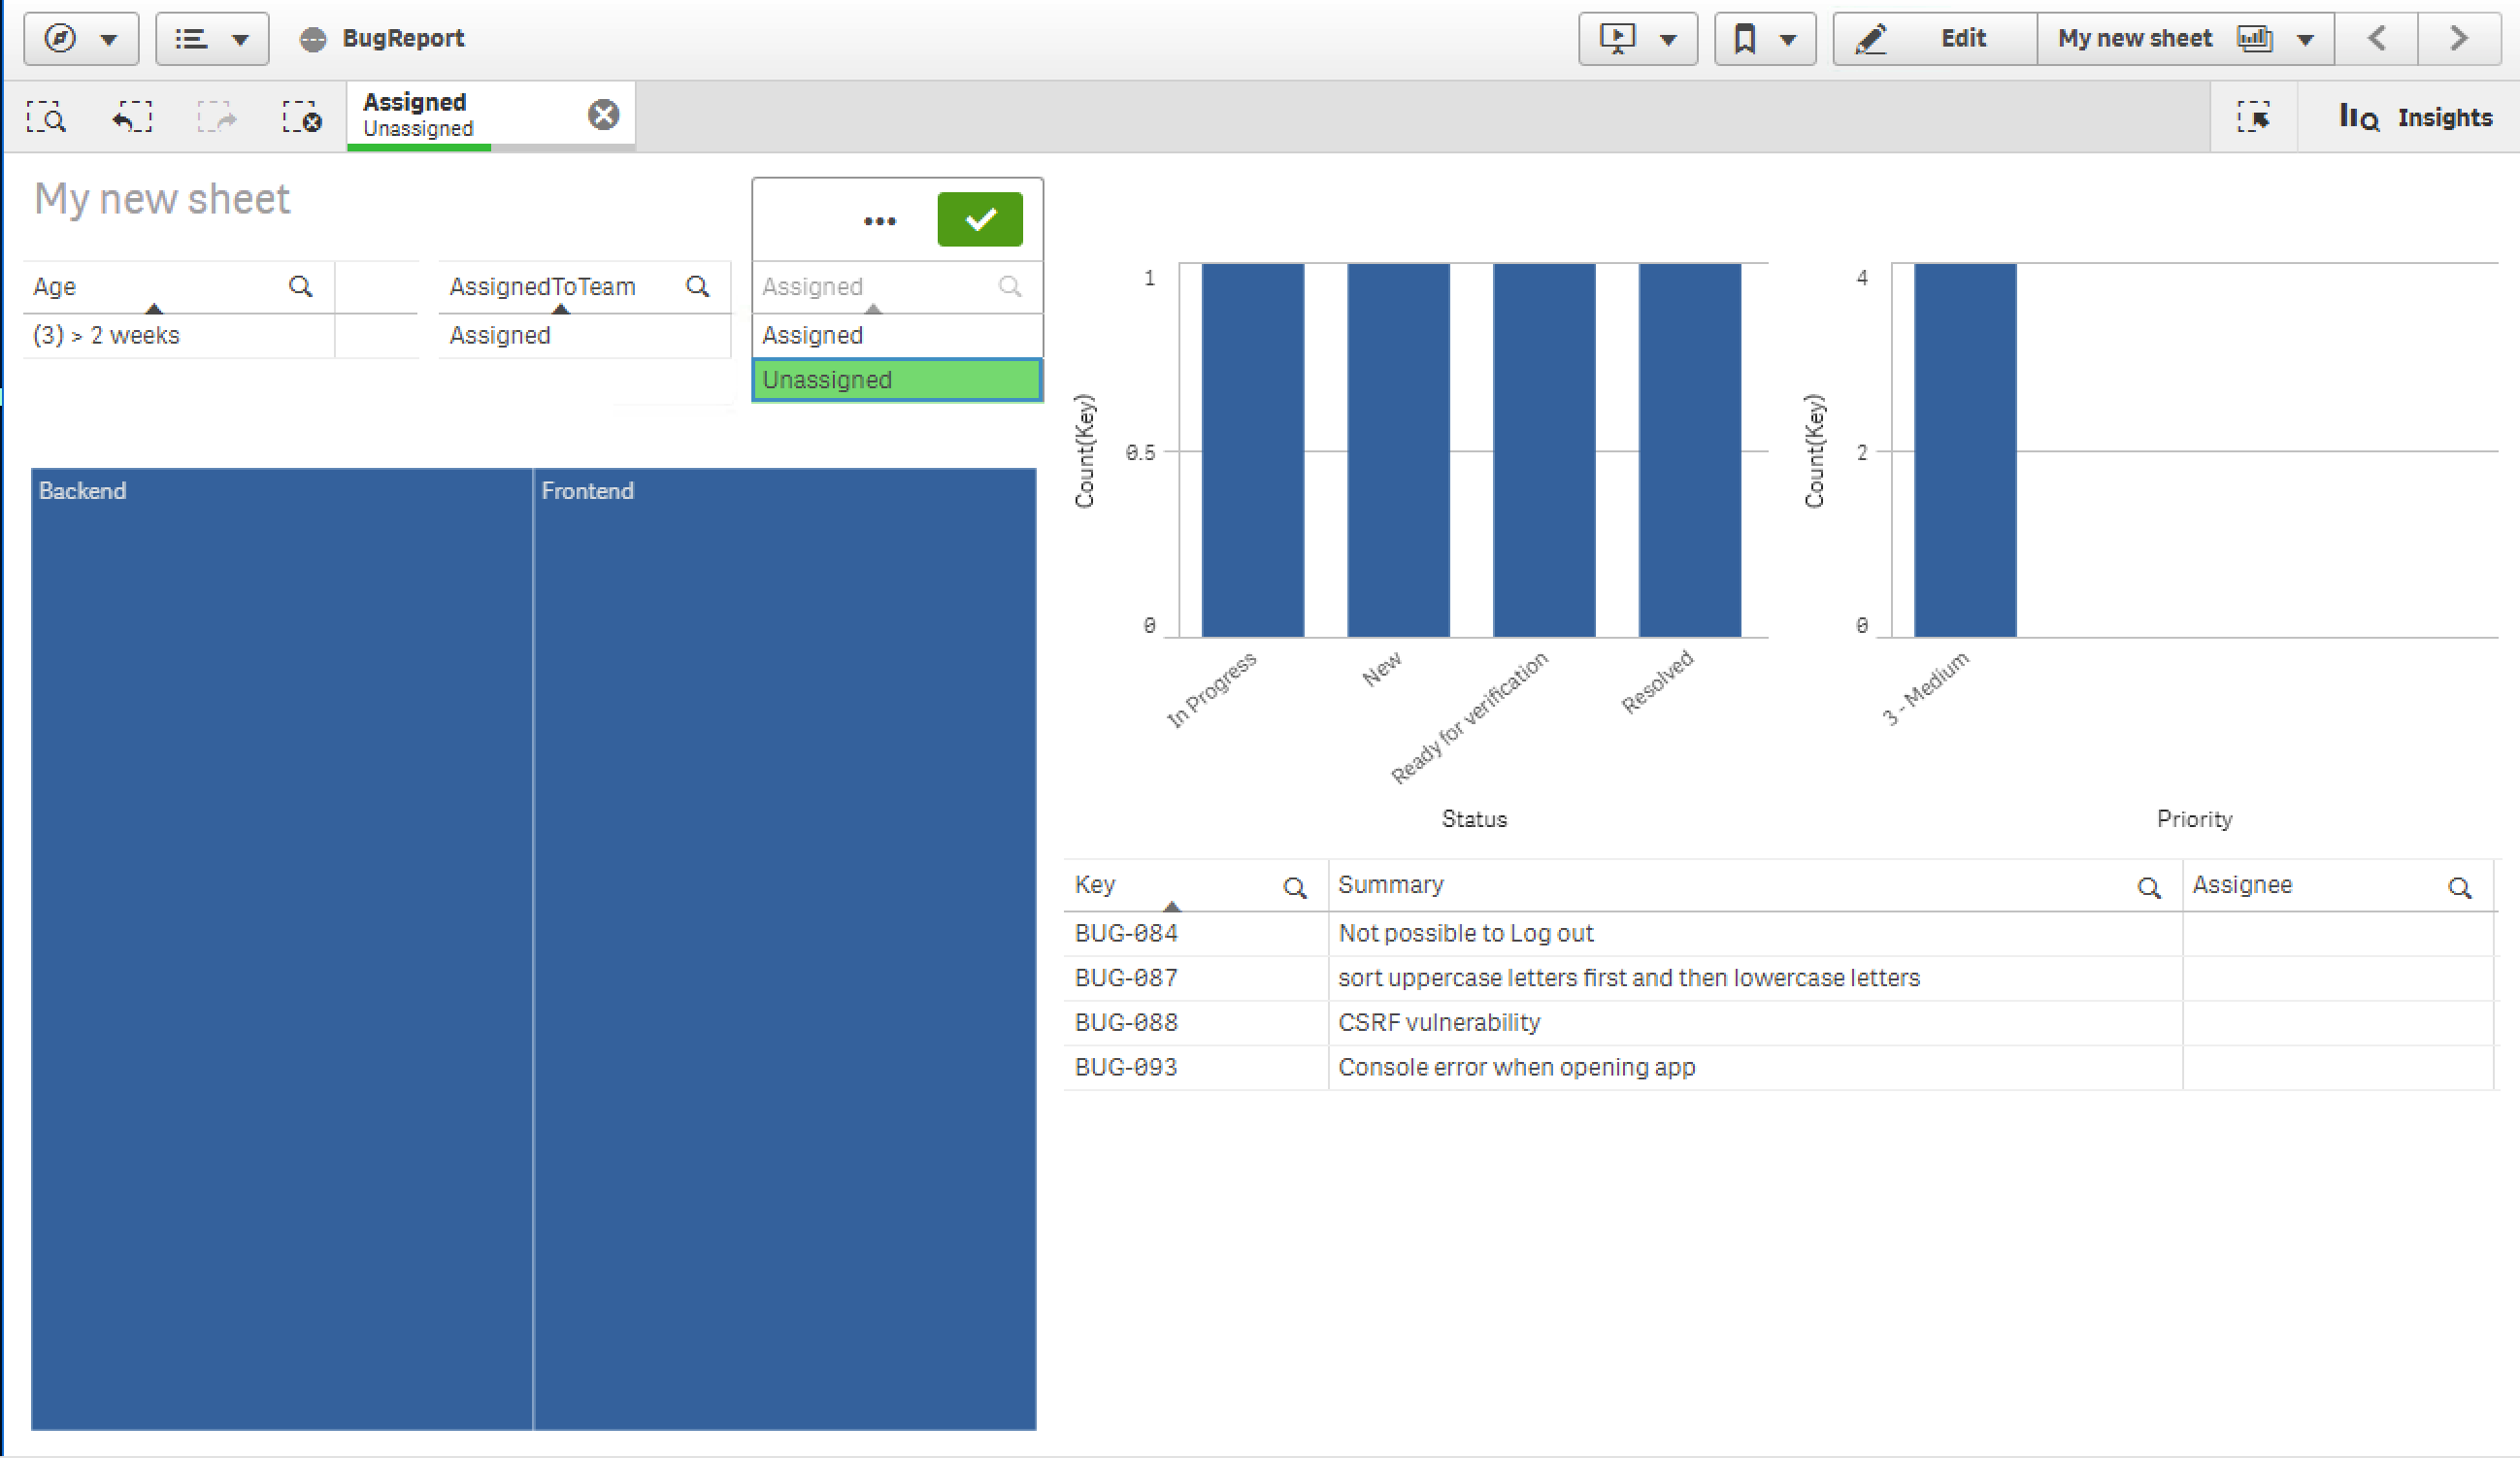 BugReport
Edit
My new sheet
Assigned
Unassigned
Insights
My new sheet
Age
(3) > 2 weeks
AssignedToTeam
Assigned
Assigned
Assigned
Unassigned
Backend
Frontend
Count(Key)
1
0.5
0
In Progress
New
Ready for verification
Resolved
Status
Count(Key)
4
2
0
3 - Medium
Priority
Key Summary Assignee
BUG-084 Not possible to Log out
BUG-087 sort uppercase letters first and then lowercase letters
BUG-088 CSRF vulnerability
BUG-093 Console error when opening app